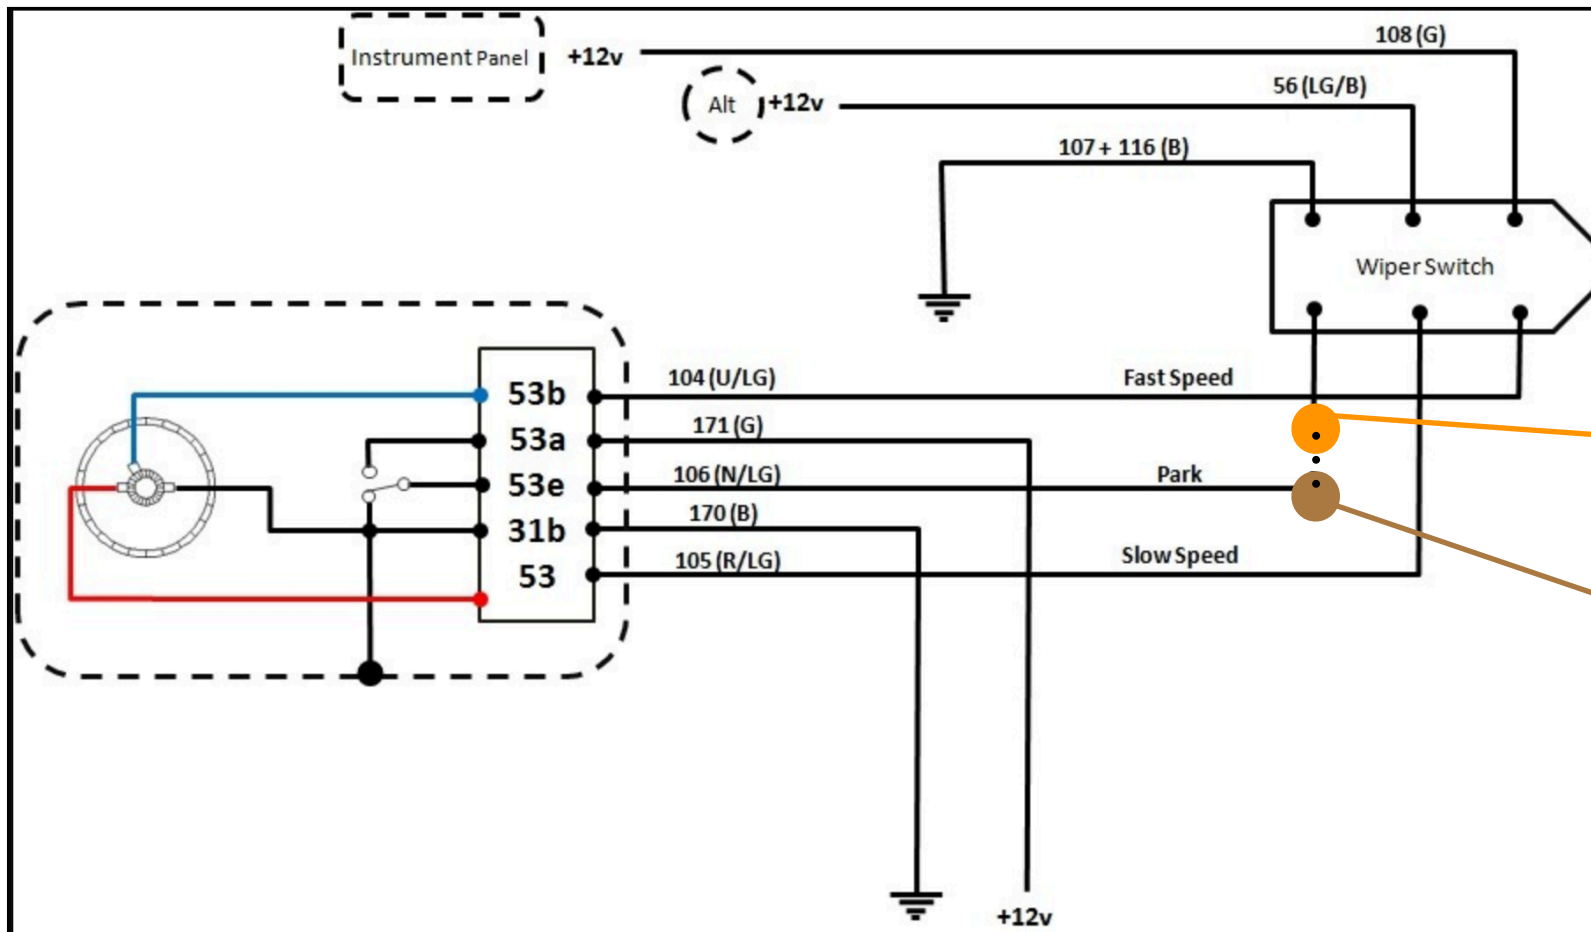 108 (G)
Instrument Panel
+12v
56 (LG/B)
Alt
+12v
107 + 116 (B)
Wiper Switch
53b
104 (U/LG)
Fast Speed
53a
171 (G)
53e
106 (N/LG)
Park
31b
170 (B)
53
105 (R/LG)
Slow Speed
+12v